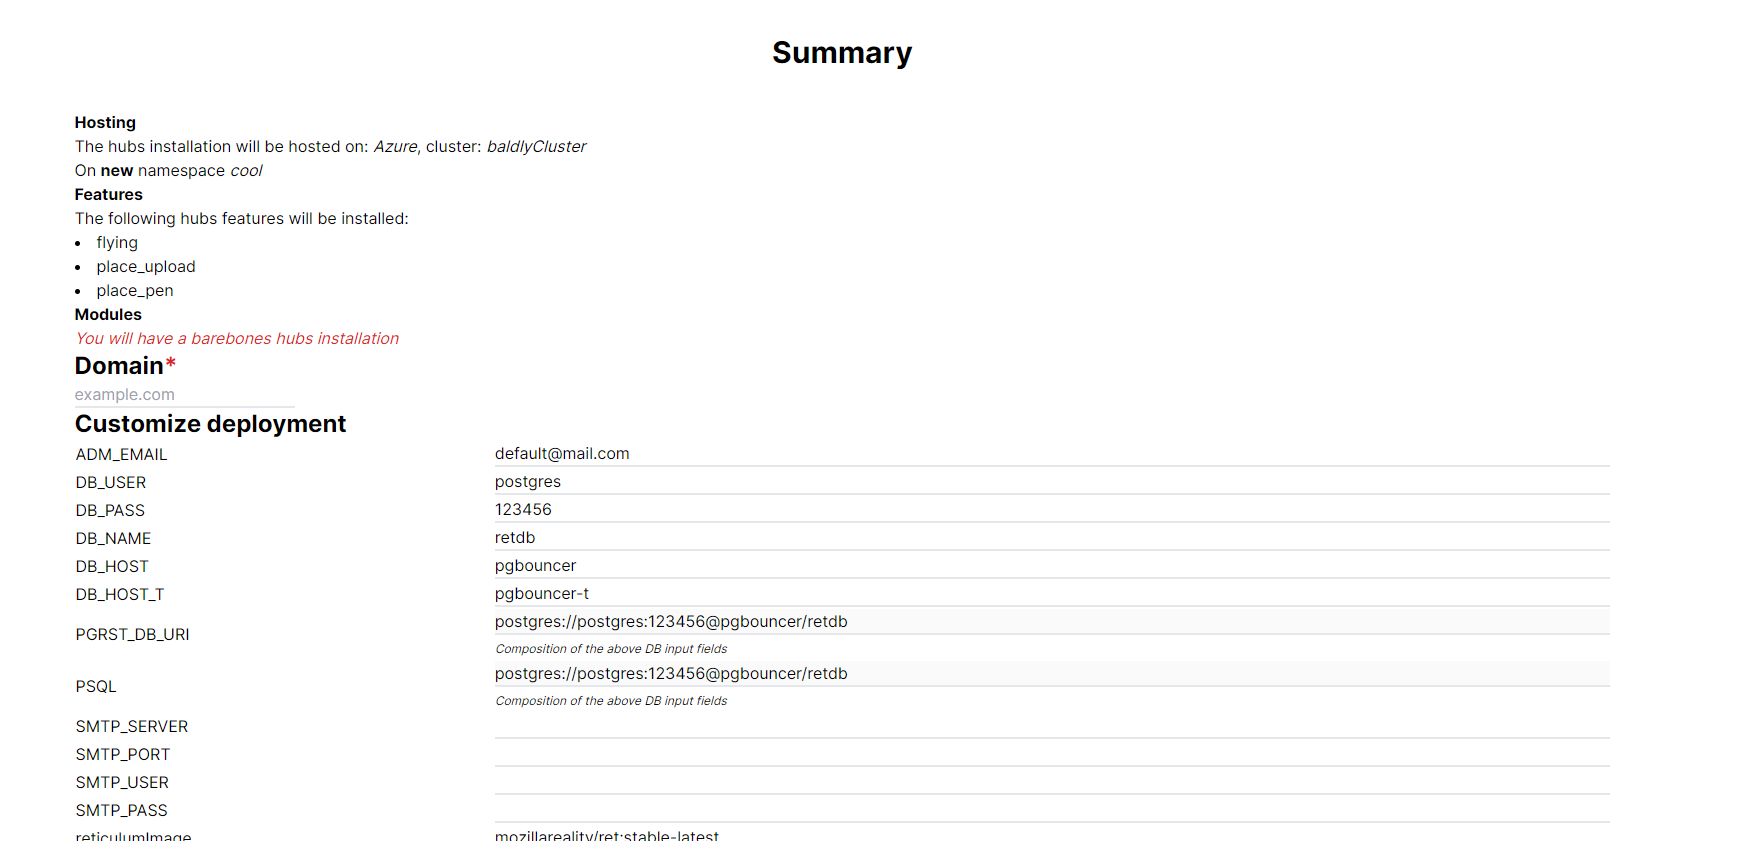 Summary
Hosting
The hubs installation will be hosted on: Azure, cluster: baldlyCluster
On new namespace cool
Features
The following hubs features will be installed:
• flying
• place_upload
• place_pen
Modules
You will have a barebones hubs installation
Domain*
example.com
Customize deployment
ADM_EMAIL default@mail.com
DB_USER postgres
DB_PASS 123456
DB_NAME retdb
DB_HOST pgbouncer
DB_HOST_T pgbouncer-t
PGRST_DB_URI postgres://postgres:123456@pgbouncer/retdb
Composition of the above DB input fields
PSQL postgres://postgres:123456@pgbouncer/retdb
Composition of the above DB input fields
SMTP_SERVER
SMTP_PORT
SMTP_USER
SMTP_PASS
reticulumImage mozillareality/ret:stable-latest